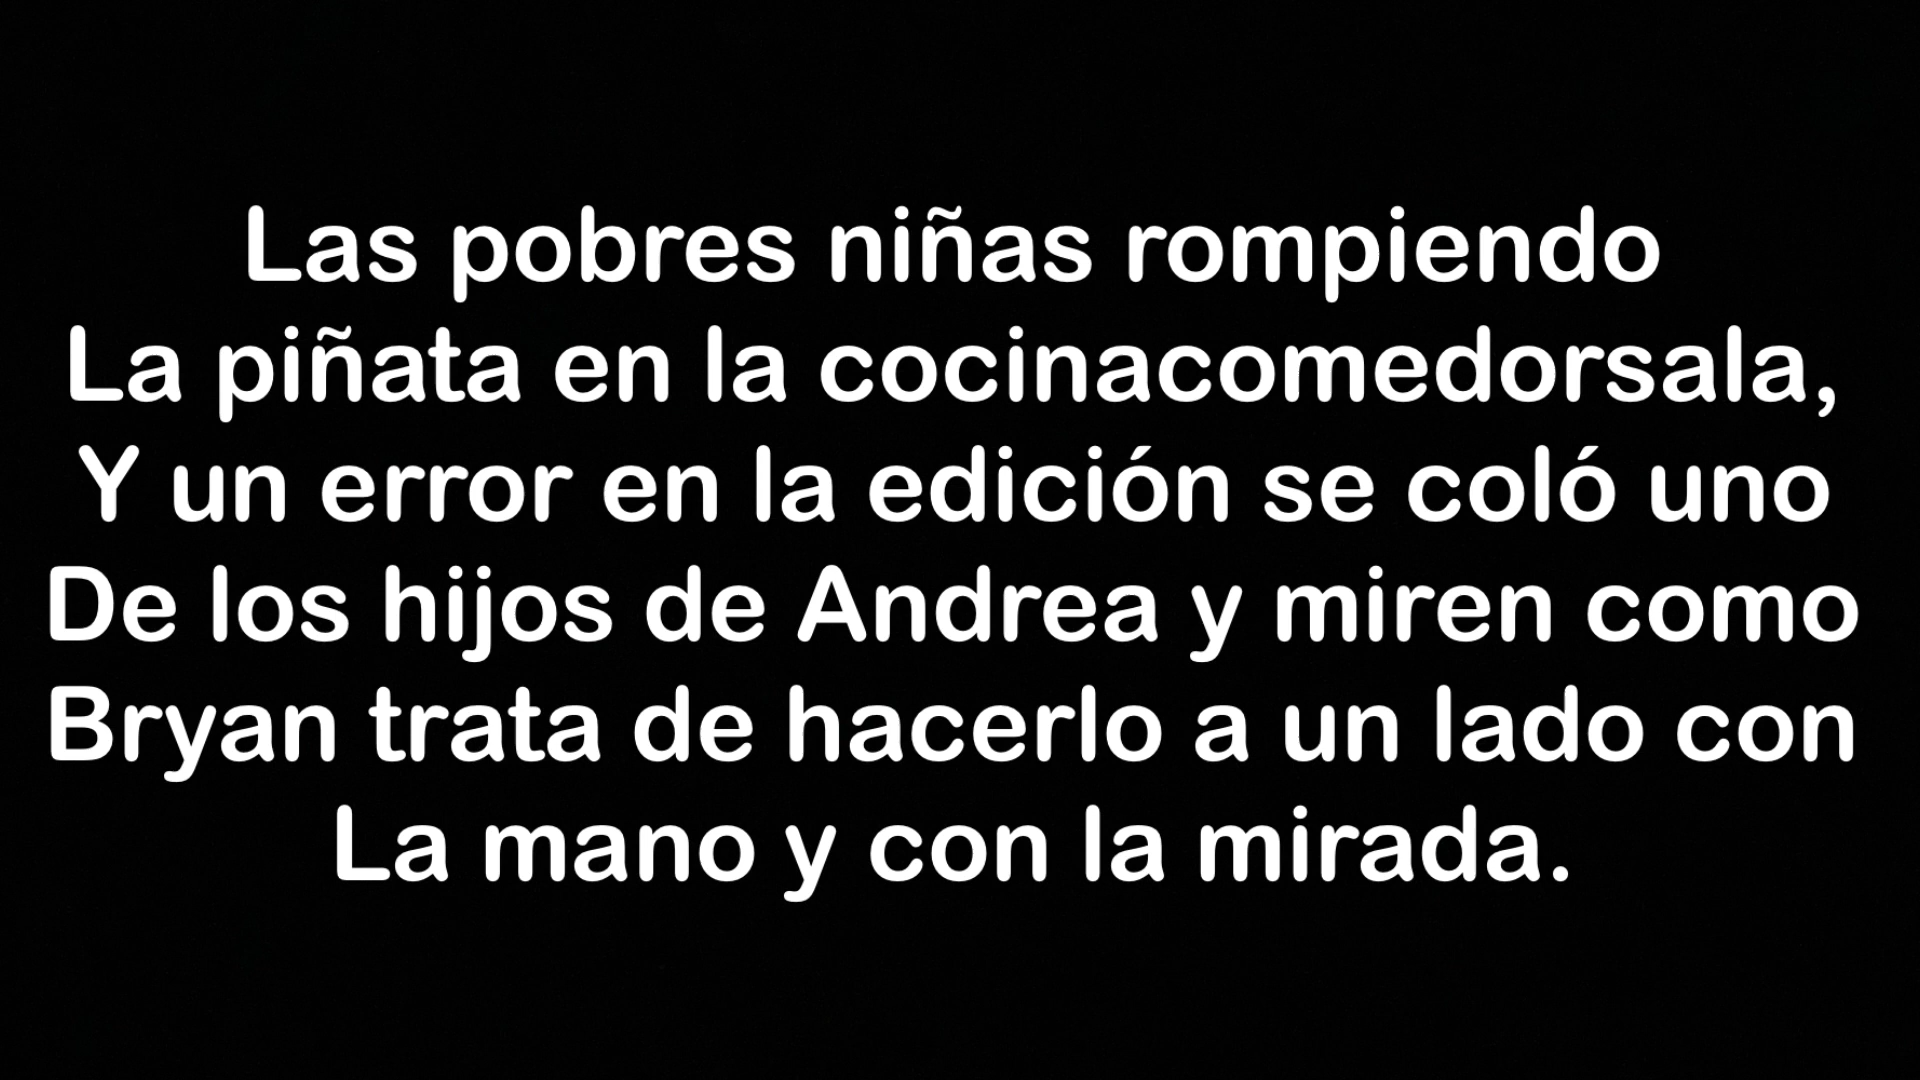 Las pobres niñas rompiendo
La piñata en la cocinacomedorsala,
Y un error en la edición se coló uno
De los hijos de Andrea y miren como
Bryan trata de hacerlo a un lado con
La mano y con la mirada.